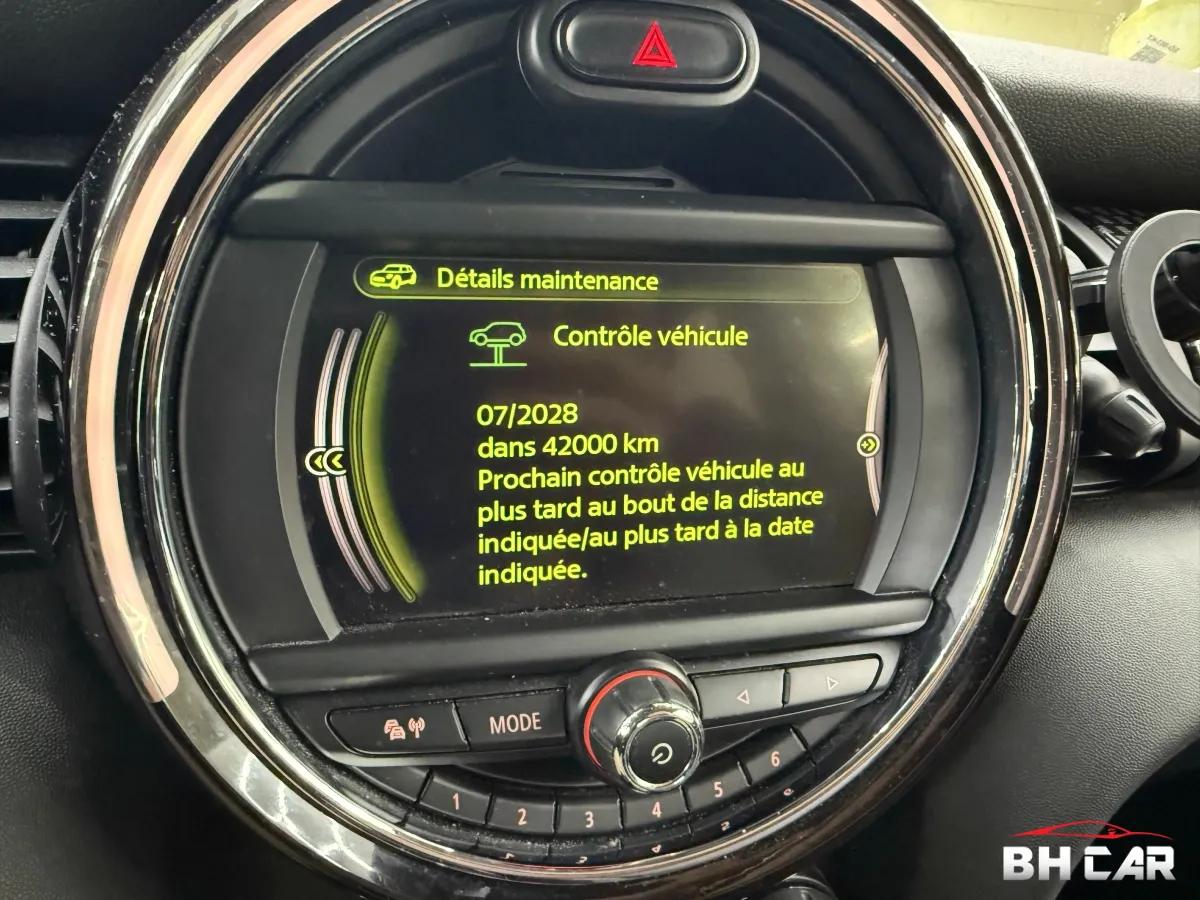 Détails maintenance
Contrôle véhicule
07/2028
dans 42000 km
Prochain contrôle véhicule au
plus tard au bout de la distance
indiquée/au plus tard à la date
indiquée.
MODE
1 2 3 4 5 6
BH CAR